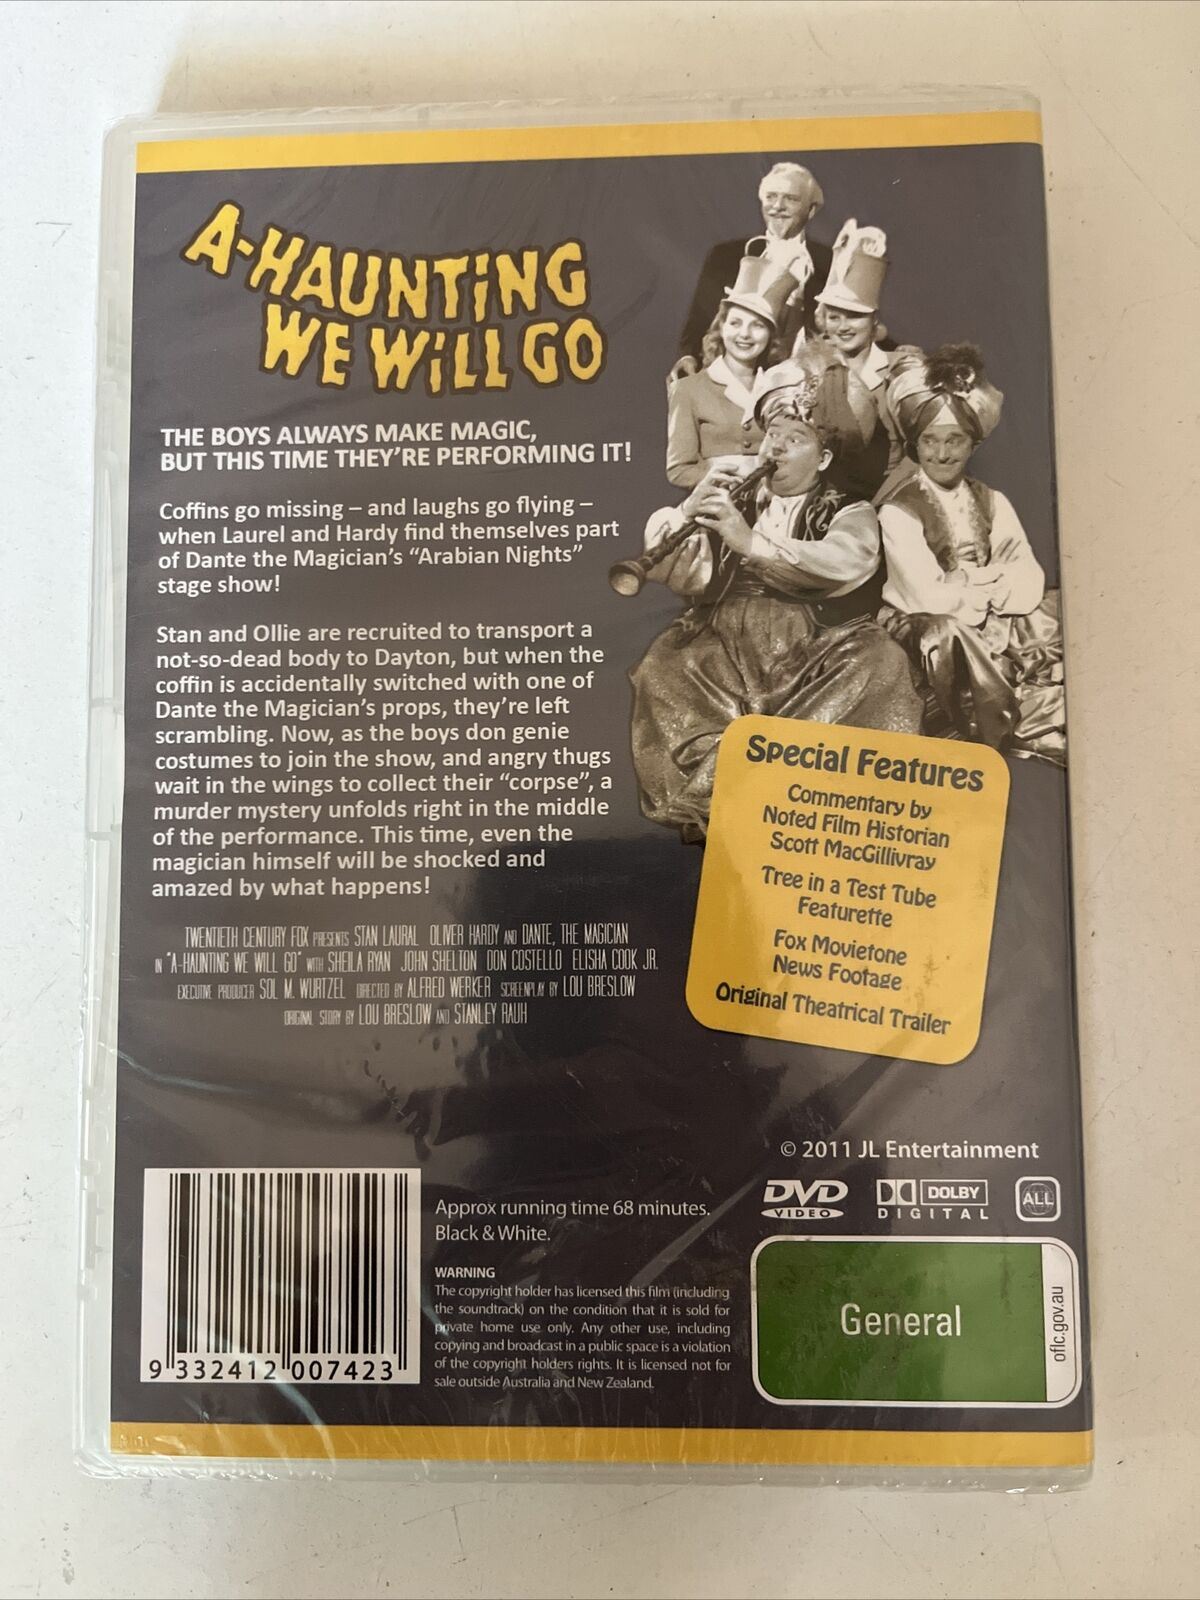 A-HAUNTiNG
WE WiLL GO
THE BOYS ALWAYS MAKE MAGIC,
BUT THIS TIME THEY'RE PERFORMING IT!
Coffins go missing – and laughs go flying –
when Laurel and Hardy find themselves part
of Dante the Magician's “Arabian Nights”
stage show!
Stan and Ollie are recruited to transport a
not-so-dead body to Dayton, but when the
coffin is accidentally switched with one of
Dante the Magician's props, they're left
scrambling. Now, as the boys don genie
costumes to join the show, and angry thugs
wait in the wings to collect their “corpse”, a
murder mystery unfolds right in the middle
of the performance. This time, even the
magician himself will be shocked and
amazed by what happens!
TWENTIETH CENTURY FOX PRESENTS STAN LAURAL OLIVER HARDY AND DANTE, THE MAGICIAN
IN "A-HAUNTING WE WILL GO" WITH SHEILA RYAN JOHN SHELTON DON COSTELLO ELISHA COOK JR.
EXECUTIVE PRODUCER SOL M. WURTZEL DIRECTED BY ALFRED WERKER SCREENPLAY BY LOU BRESLOW
ORIGINAL STORY BY LOU BRESLOW AND STANLEY RAUH
Special Features
Commentary by
Noted Film Historian
Scott MacGillivray
Tree in a Test Tube
Featurette
Fox Movietone
News Footage
Original Theatrical Trailer
© 2011 JL Entertainment
DVD
VIDEO
DOLBY
DIGITAL
ALL
Approx running time 68 minutes.
Black & White.
WARNING
The copyright holder has licensed this film (including
the soundtrack) on the condition that it is sold for
private home use only. Any other use, including
copying and broadcast in a public space is a violation
of the copyright holders rights. It is licensed not for
sale outside Australia and New Zealand.
General
oflc.gov.au
9 332412 007423